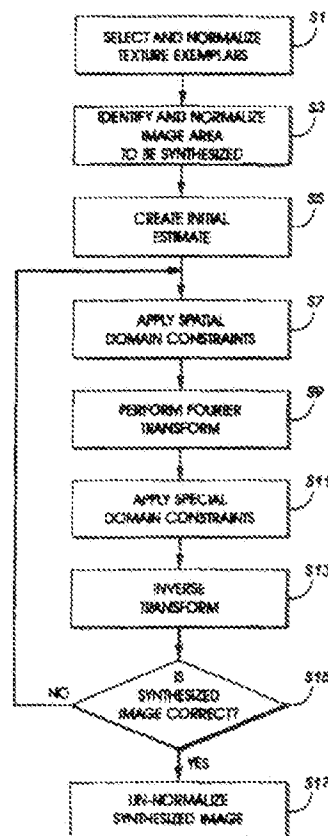 S1
SELECT AND NORMALIZE
TEXTURE EXEMPLARS
S3
IDENTIFY AND NORMALIZE
IMAGE AREA
TO BE SYNTHESIZED
S5
CREATE INITIAL
ESTIMATE
S7
APPLY SPATIAL
DOMAIN CONSTRAINTS
S9
PERFORM FOURIER
TRANSFORM
S11
APPLY SPECIAL
DOMAIN CONSTRAINTS
S13
INVERSE
TRANSFORM
S15
IS
SYNTHESIZED
IMAGE CORRECT?
NO
YES
S17
UN-NORMALIZE
SYNTHESIZED IMAGE